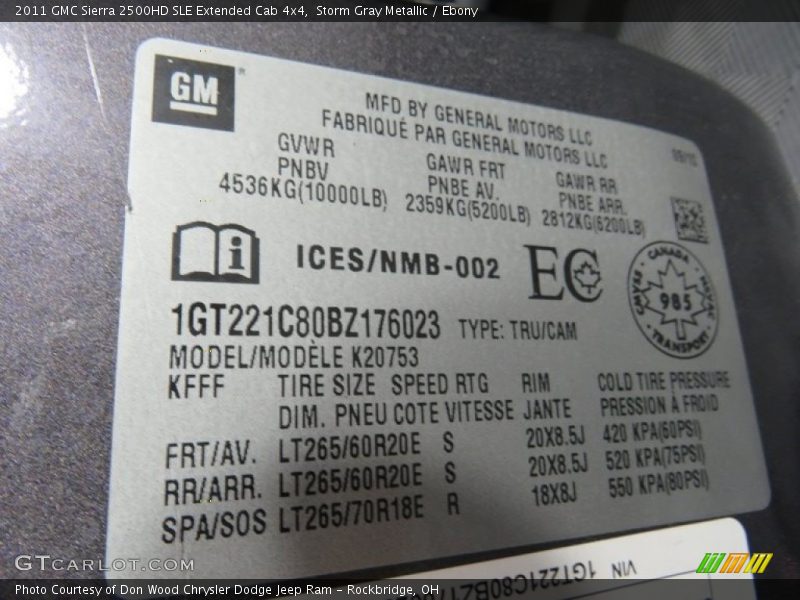 2011 GMC Sierra 2500HD SLE Extended Cab 4x4, Storm Gray Metallic / Ebony
GM
MFD BY GENERAL MOTORS LLC
FABRIQUÉ PAR GENERAL MOTORS LLC
GVWR GAWR FRT GAWR RR
PNBV PNBE AV. PNBE ARR.
4536KG(10000LB) 2359KG(5200LB) 2812KG(6200LB)
i ICES/NMB-002 EC
CANADA
985
TRANSPORT
1GT221C80BZ176023 TYPE: TRU/CAM
MODEL/MODÈLE K20753
KFFF TIRE SIZE SPEED RTG RIM COLD TIRE PRESSURE
DIM. PNEU COTE VITESSE JANTE PRESSION À FROID
FRT/AV. LT265/60R20E S 20X8.5J 420 KPA(60PSI)
RR/ARR. LT265/60R20E S 20X8.5J 520 KPA(75PSI)
SPA/SOS LT265/70R18E R 18X8J 550 KPA(80PSI)
VIN 1GT221C80BZ17
GTCarLot.com
Photo Courtesy of Don Wood Chrysler Dodge Jeep Ram – Rockbridge, OH